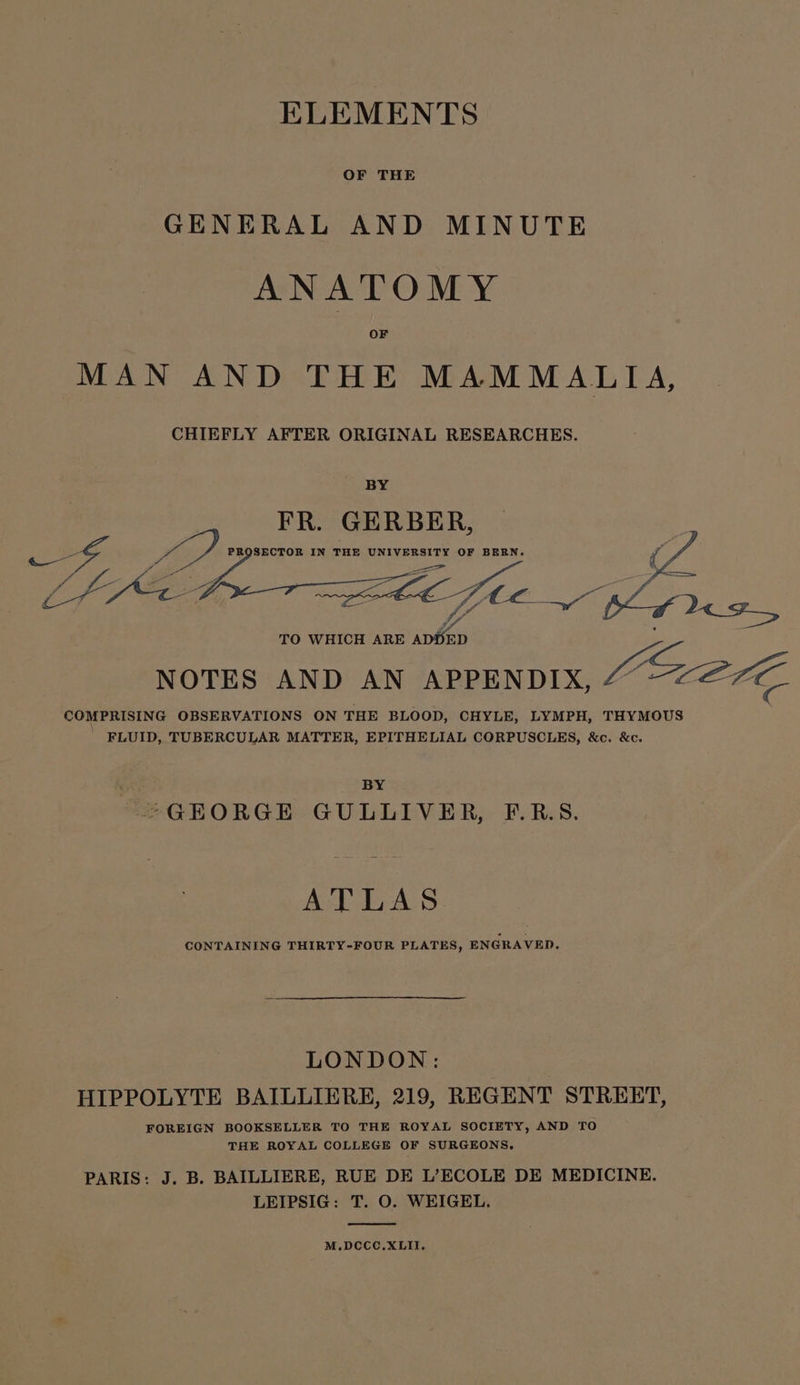 ELEMENTS
OF THE
GENERAL AND MINUTE
ANATOMY
OF
MAN AND THE MAMMALIA,
CHIEFLY AFTER ORIGINAL RESEARCHES.
BY
FR. GERBER,
PROSECTOR IN THE UNIVERSITY OF BERN.
TO WHICH ARE ADDED
NOTES AND AN APPENDIX,
COMPRISING OBSERVATIONS ON THE BLOOD, CHYLE, LYMPH, THYMOUS
FLUID, TUBERCULAR MATTER, EPITHELIAL CORPUSCLES, &c. &c.
BY
GEORGE GULLIVER, F.R.S.
ATLAS
CONTAINING THIRTY-FOUR PLATES, ENGRAVED.
LONDON:
HIPPOLYTE BAILLIERE, 219, REGENT STREET,
FOREIGN BOOKSELLER TO THE ROYAL SOCIETY, AND TO
THE ROYAL COLLEGE OF SURGEONS.
PARIS: J. B. BAILLIERE, RUE DE L'ECOLE DE MEDICINE.
LEIPSIG: T. O. WEIGEL.
M.DCCC.XLII.